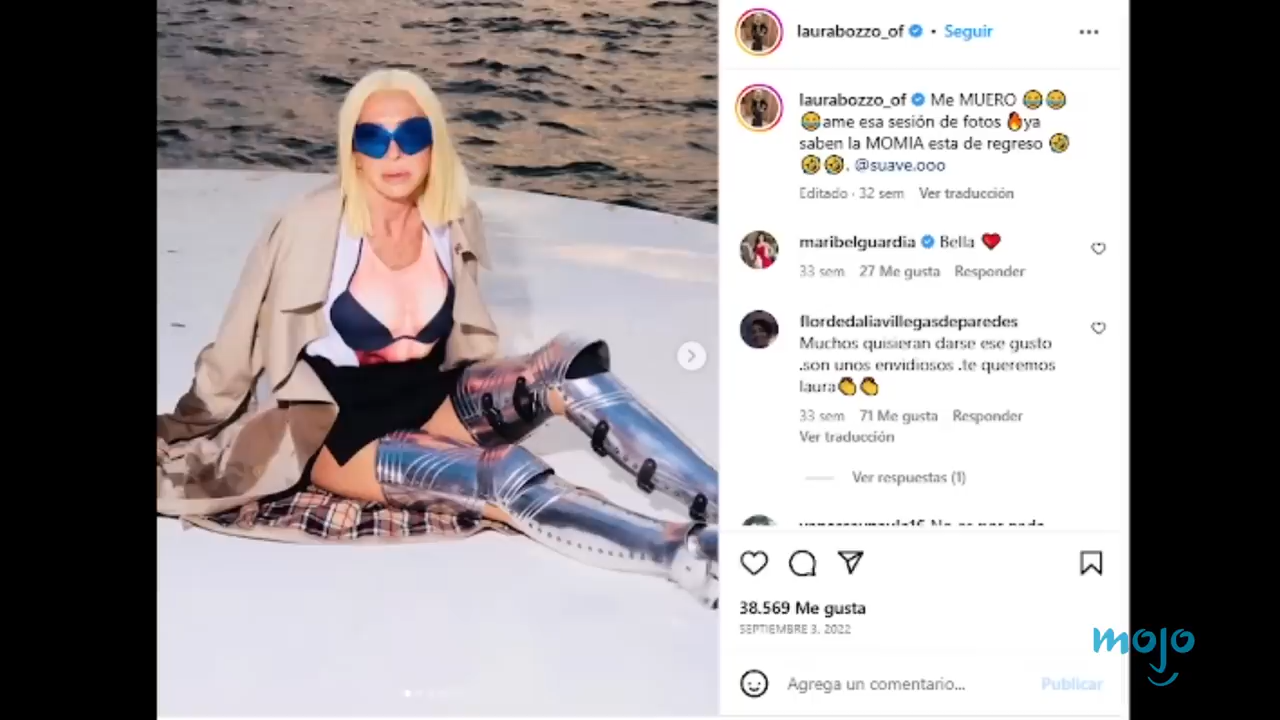 laurabozzo_of • Seguir
laurabozzo_of Me MUERO 😂😂
😂ame esa sesión de fotos 🔥ya
saben la MOMIA esta de regreso 🤣
🤣🤣. @suave.ooo
Editado · 32 sem Ver traducción
maribelguardia Bella ❤️
33 sem 27 Me gusta Responder
flordedaliavillegasdeparedes
Muchos quisieran darse ese gusto
.son unos envidiosos .te queremos
laura👏👏
33 sem 71 Me gusta Responder
Ver traducción
Ver respuestas (1)
38.569 Me gusta
SEPTIEMBRE 3, 2022
Agrega un comentario... Publicar
mojo